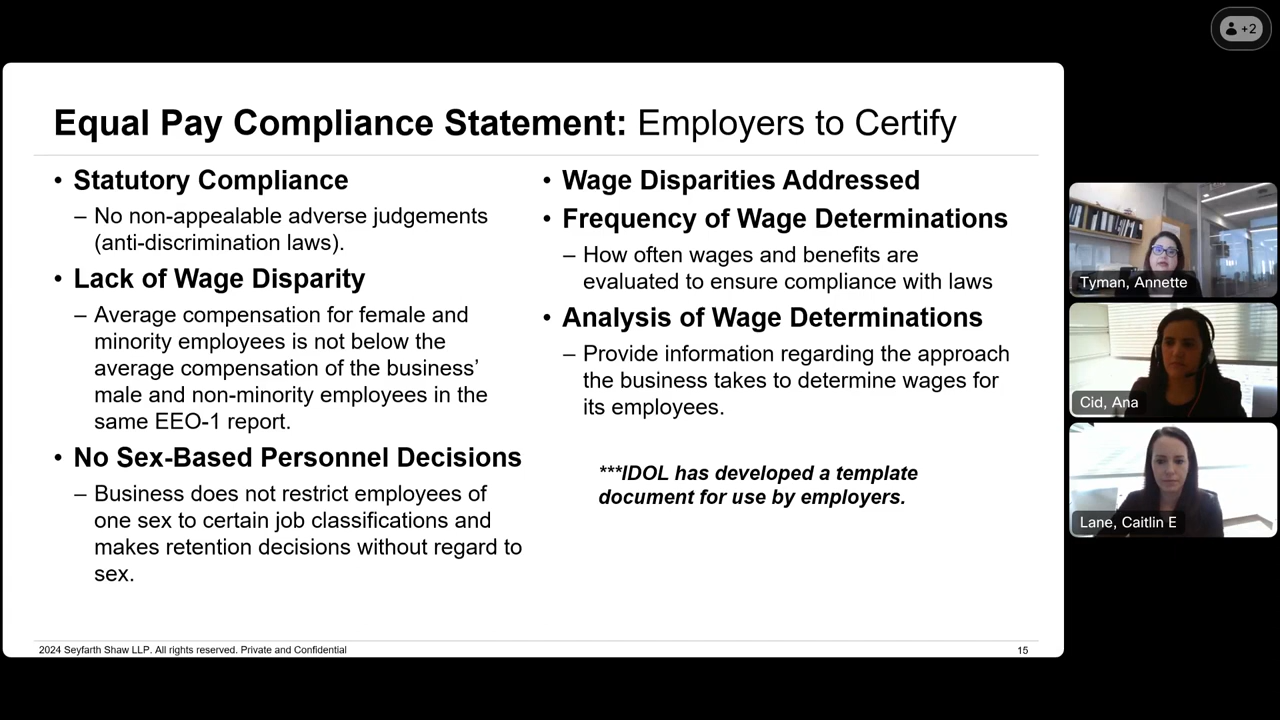 +2
Equal Pay Compliance Statement: Employers to Certify
• Statutory Compliance
– No non-appealable adverse judgements
(anti-discrimination laws).
• Lack of Wage Disparity
– Average compensation for female and
minority employees is not below the
average compensation of the business’
male and non-minority employees in the
same EEO-1 report.
• No Sex-Based Personnel Decisions
– Business does not restrict employees of
one sex to certain job classifications and
makes retention decisions without regard to
sex.
• Wage Disparities Addressed
• Frequency of Wage Determinations
– How often wages and benefits are
evaluated to ensure compliance with laws
• Analysis of Wage Determinations
– Provide information regarding the approach
the business takes to determine wages for
its employees.
***IDOL has developed a template
document for use by employers.
2024 Seyfarth Shaw LLP. All rights reserved. Private and Confidential
15
Tyman, Annette
Cid, Ana
Lane, Caitlin E